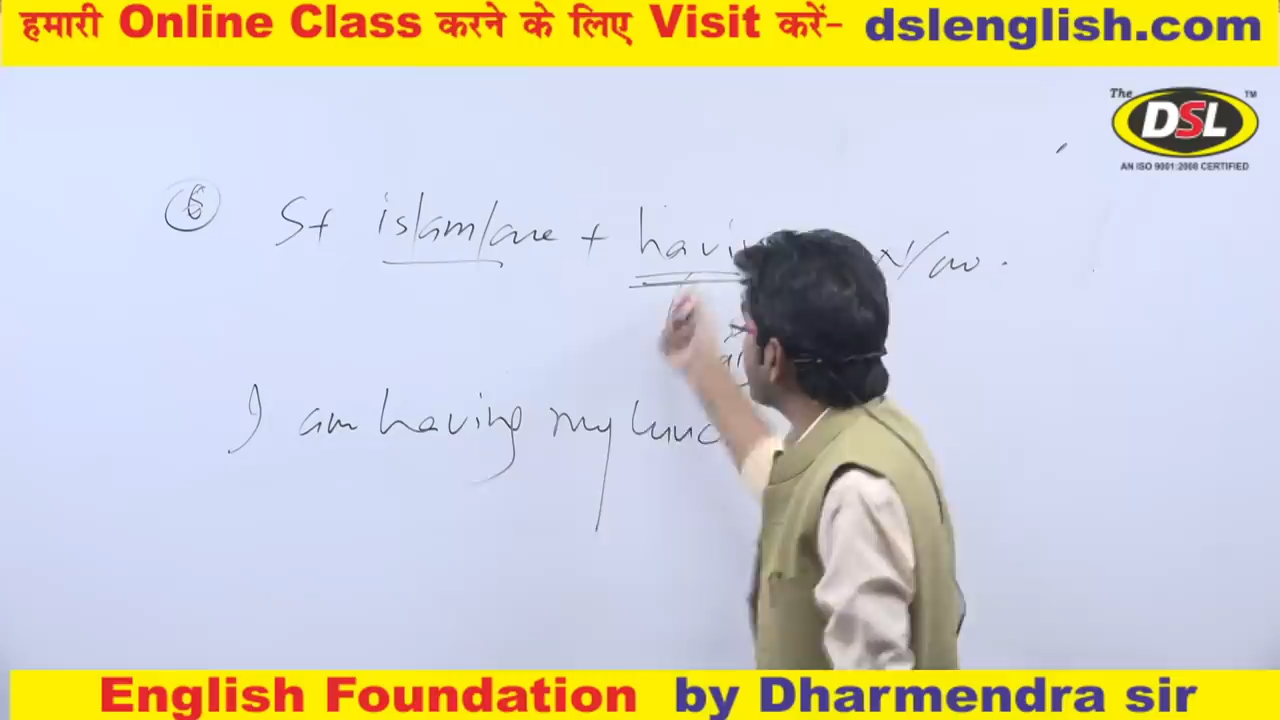 हमारी Online Class करने के लिए Visit करें- dslenglish.com
The DSL TM
AN ISO 9001:2008 CERTIFIED
6 S+ is/am/are + havi
I am having my lunc
English Foundation by Dharmendra sir